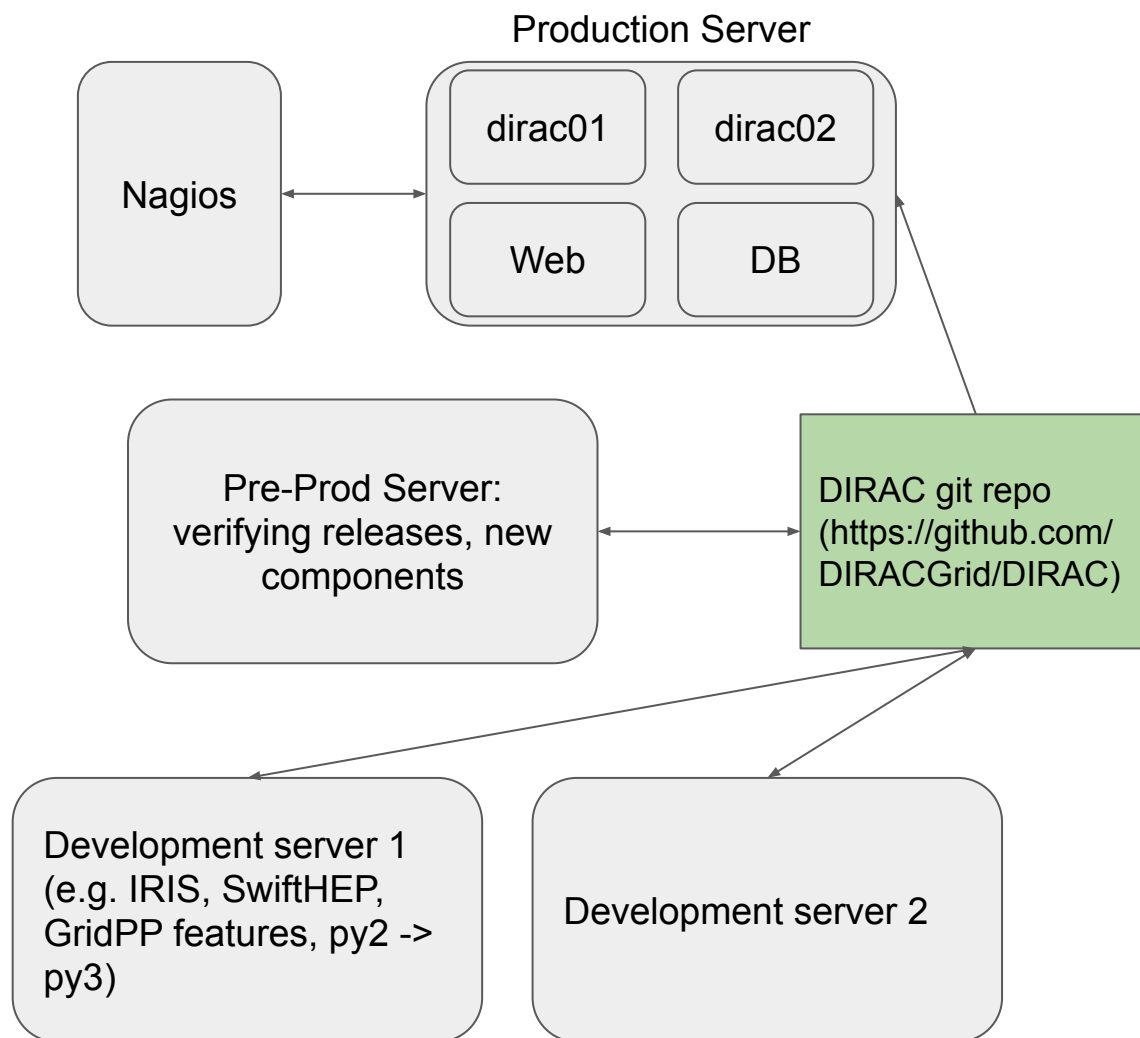 Production Server
Nagios
dirac01
dirac02
Web
DB
Pre-Prod Server:
verifying releases, new
components
DIRAC git repo
(https://github.com/
DIRACGrid/DIRAC)
Development server 1
(e.g. IRIS, SwiftHEP,
GridPP features, py2 ->
py3)
Development server 2